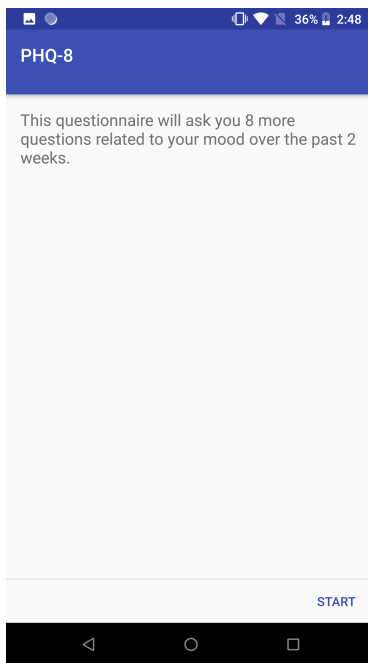 36% 2:48
PHQ-8
This questionnaire will ask you 8 more
questions related to your mood over the past 2
weeks.
START